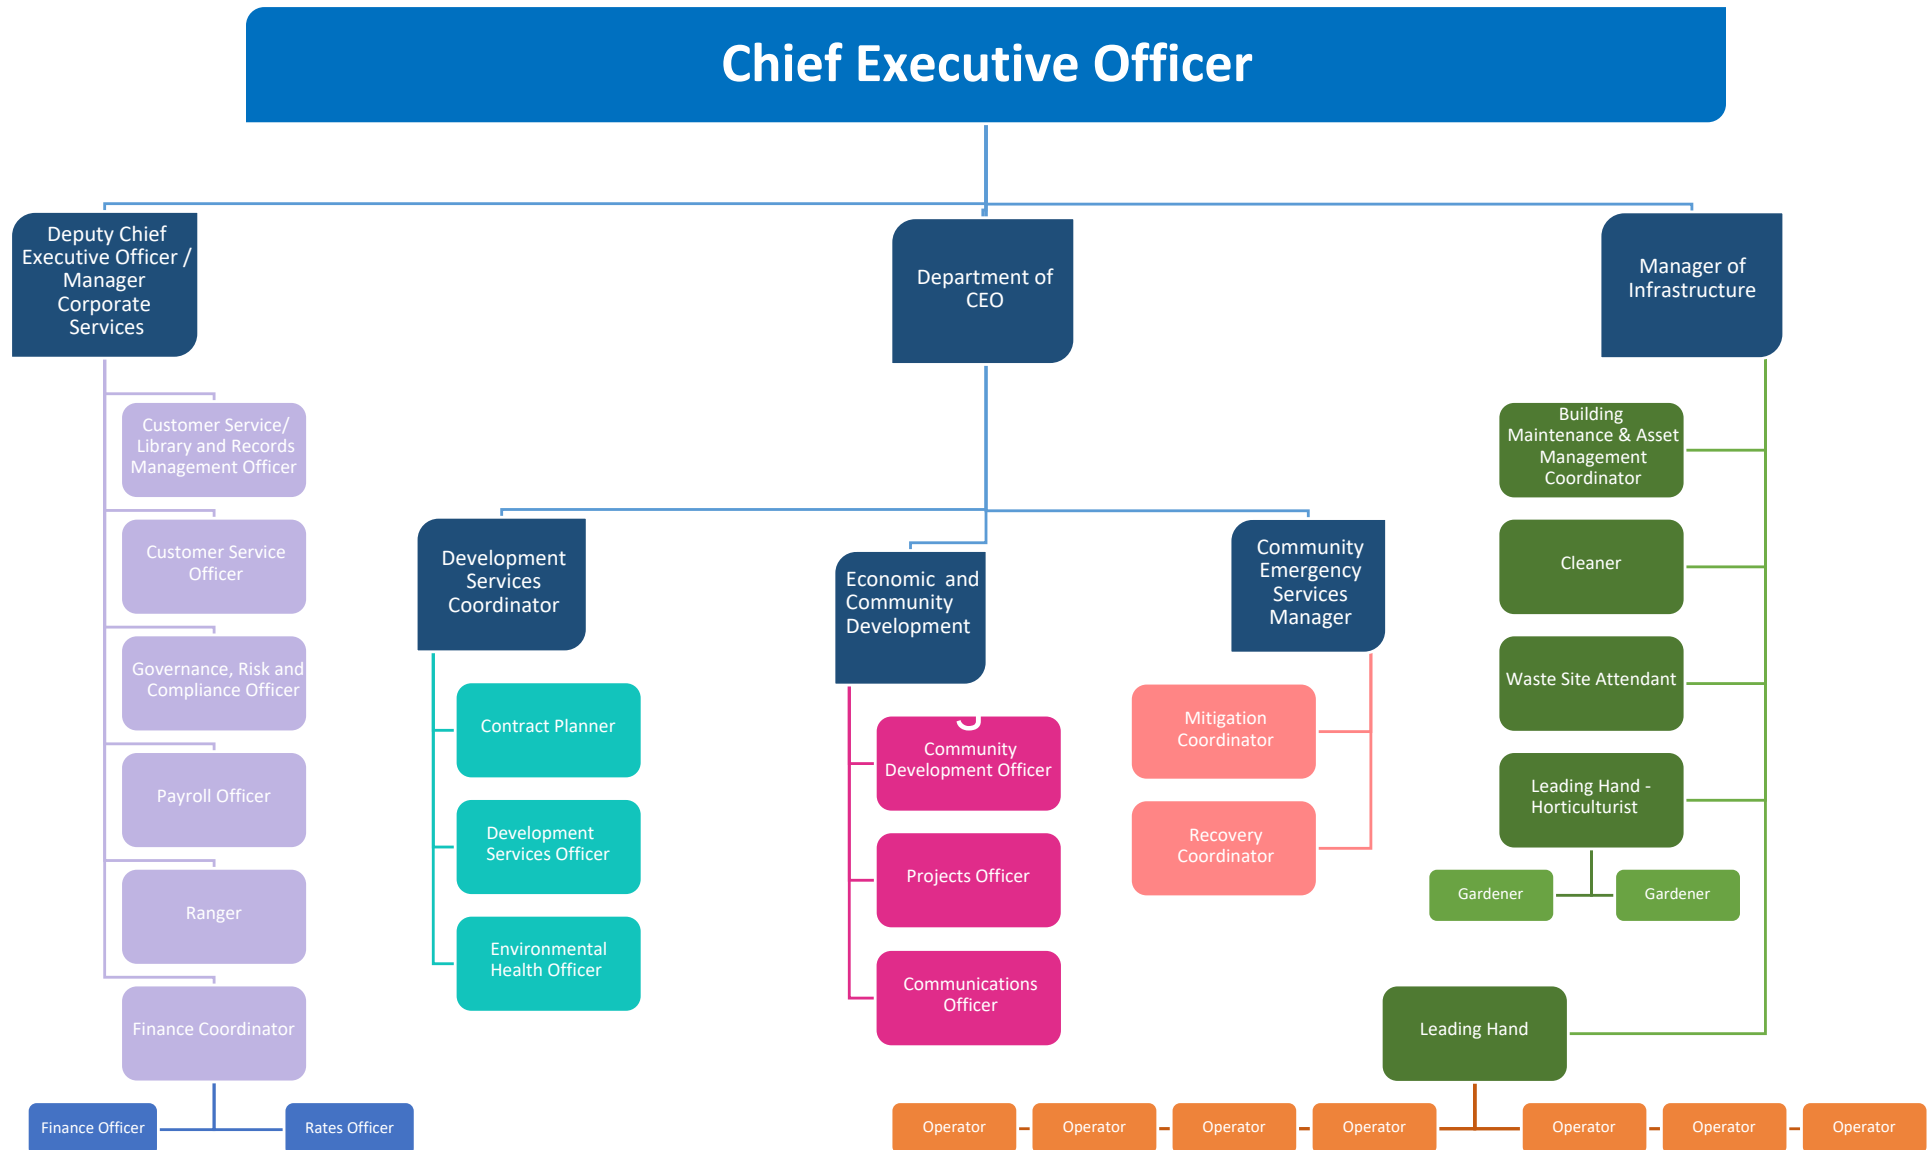 Chief Executive Officer
Deputy Chief
Executive Officer /
Manager
Corporate
Services
Department of
CEO
Manager of
Infrastructure
Customer Service/
Library and Records
Management Officer
Customer Service
Officer
Governance, Risk and
Compliance Officer
Payroll Officer
Ranger
Finance Coordinator
Finance Officer
Rates Officer
Development
Services
Coordinator
Contract Planner
Development
Services Officer
Environmental
Health Officer
Economic and
Community
Development
Community
Development Officer
Projects Officer
Communications
Officer
Community
Emergency
Services
Manager
Mitigation
Coordinator
Recovery
Coordinator
Building
Maintenance & Asset
Management
Coordinator
Cleaner
Waste Site Attendant
Leading Hand -
Horticulturist
Gardener
Gardener
Leading Hand
Operator
Operator
Operator
Operator
Operator
Operator
Operator